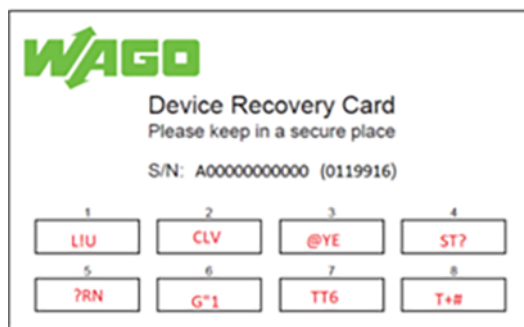 WAGO
Device Recovery Card
Please keep in a secure place
S/N: A00000000000 (0119916)
1 2 3 4
L!U CLV @YE ST?
5 6 7 8
?RN G"1 TT6 T+#